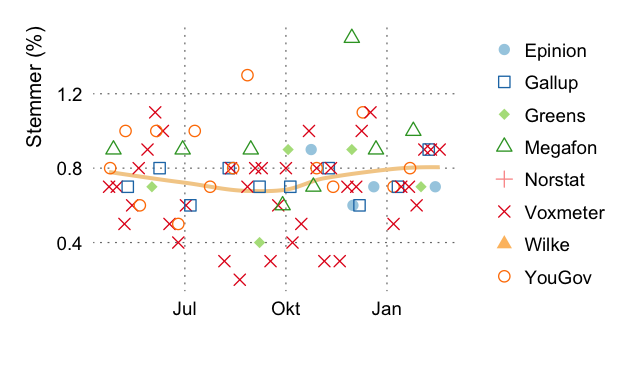 Stemmer (%)
1.2
0.8
0.4
Jul
Okt
Jan
Epinion
Gallup
Greens
Megafon
Norstat
Voxmeter
Wilke
YouGov